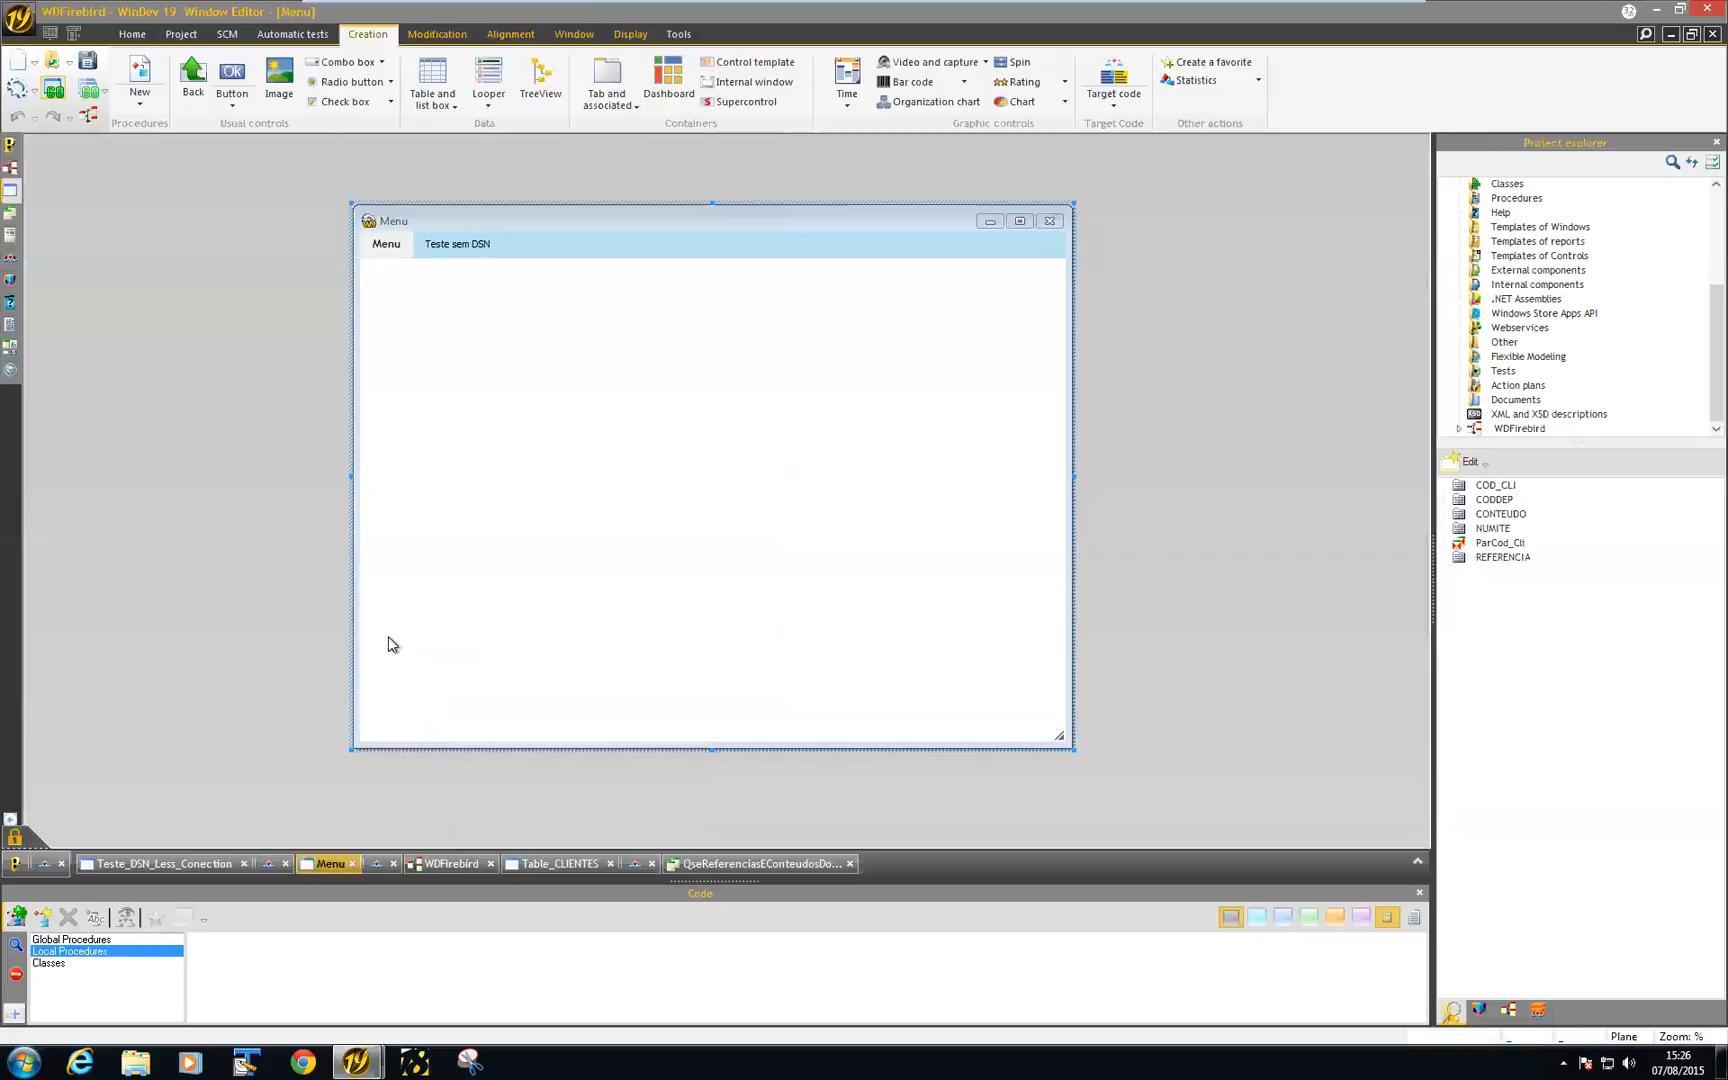 WDFirebird - WinDev 19  Window Editor - [Menu]
32
Home Project SCM Automatic tests Creation Modification Alignment Window Display Tools
New
Procedures
Back
Button
Image
Combo box
Radio button
Check box
Usual controls
Table and list box
Looper
TreeView
Data
Tab and associated
Dashboard
Control template
Internal window
Supercontrol
Containers
Time
Video and capture
Bar code
Organization chart
Spin
Rating
Chart
Graphic controls
Target code
Target Code
Create a favorite
Statistics
Other actions
Menu
Menu Teste sem DSN
Project explorer
Classes
Procedures
Help
Templates of Windows
Templates of reports
Templates of Controls
External components
Internal components
.NET Assemblies
Windows Store Apps API
Webservices
Other
Flexible Modeling
Tests
Action plans
Documents
XML and XSD descriptions
WDFirebird
Edit
COD_CLI
CODDEP
CONTEUDO
NUMITE
ParCod_Cli
REFERENCIA
Teste_DSN_Less_Conection Menu WDFirebird Table_CLIENTES QseReferenciasEConteudosDo...
Code
Global Procedures
Local Procedures
Classes
Plane Zoom: %
15:26
07/08/2015